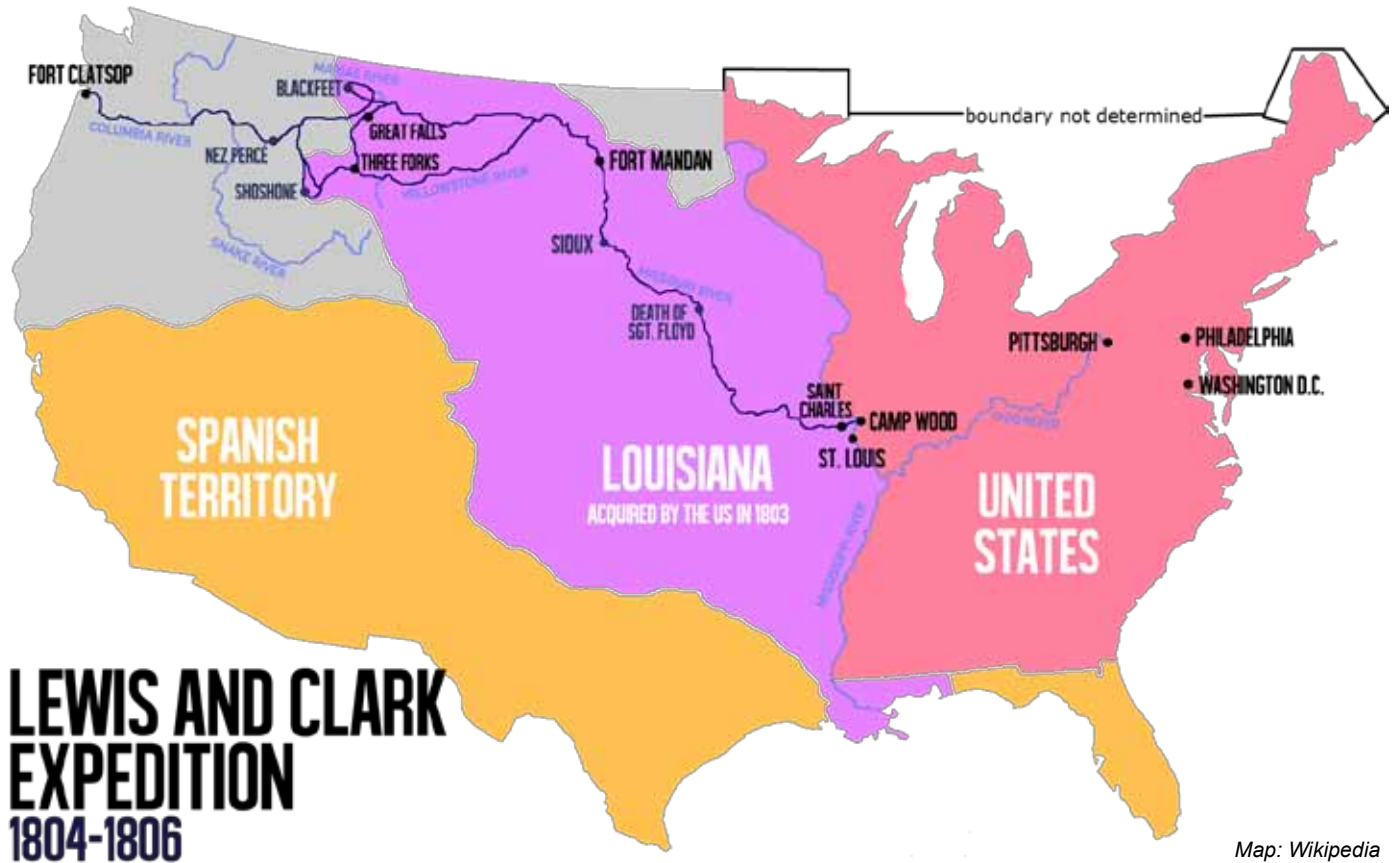 FORT CLATSOP
COLUMBIA RIVER
MARIAS RIVER
BLACKFEET
GREAT FALLS
NEZ PERCE
THREE FORKS
SHOSHONE
YELLOWSTONE RIVER
SNAKE RIVER
FORT MANDAN
SIOUX
MISSOURI RIVER
DEATH OF
SGT. FLOYD
boundary not determined
PITTSBURGH
PHILADELPHIA
WASHINGTON D.C.
OHIO RIVER
SAINT
CHARLES
CAMP WOOD
ST. LOUIS
MISSISSIPPI RIVER
SPANISH
TERRITORY
LOUISIANA
ACQUIRED BY THE US IN 1803
UNITED
STATES
LEWIS AND CLARK
EXPEDITION
1804-1806
Map: Wikipedia